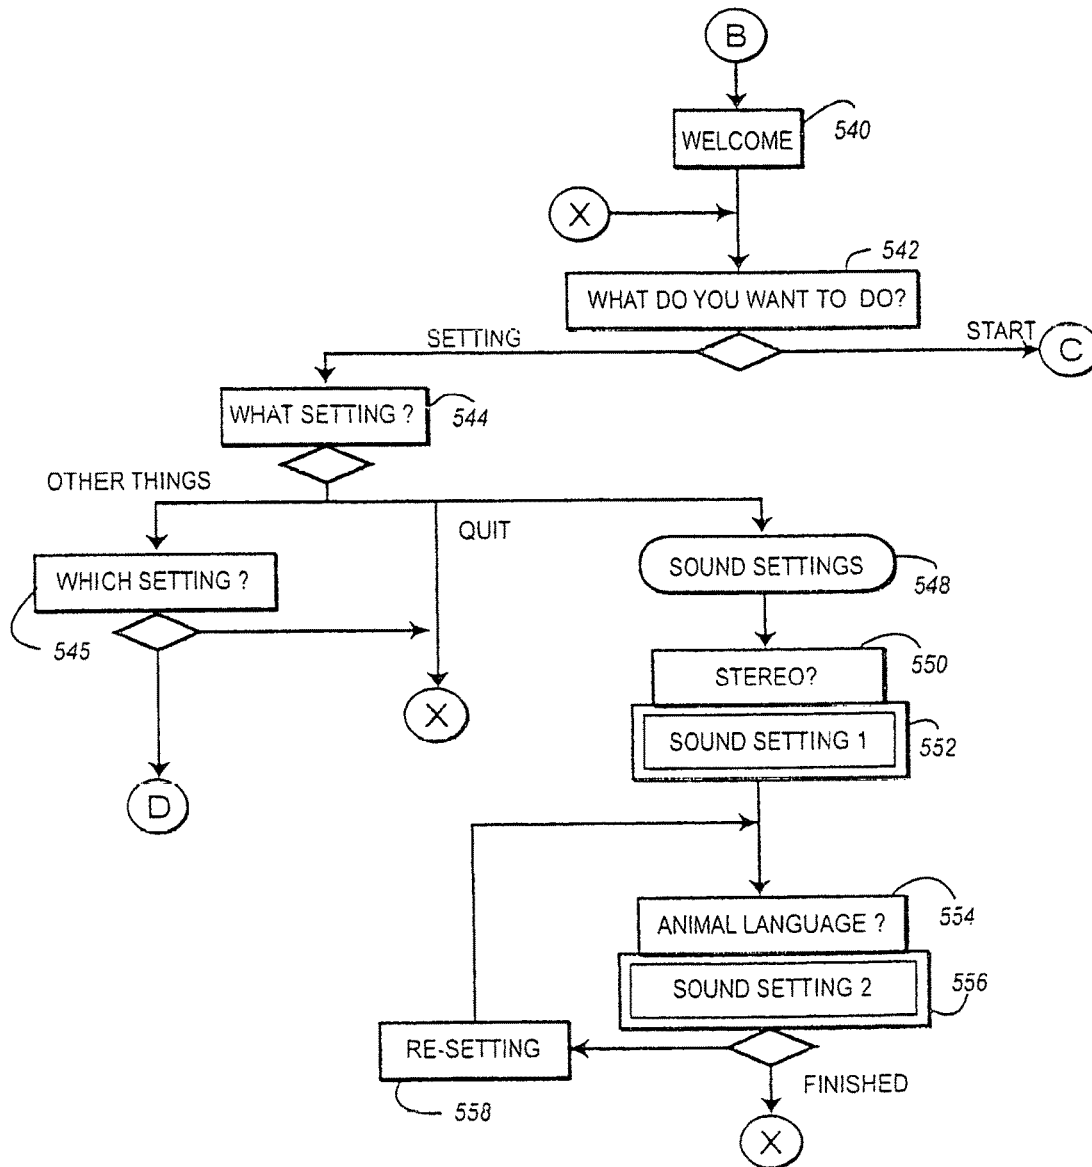 B
WELCOME
540
X
542
WHAT DO YOU WANT TO DO?
SETTING
START
C
WHAT SETTING ?
544
OTHER THINGS
QUIT
WHICH SETTING ?
545
SOUND SETTINGS
548
STEREO?
550
X
SOUND SETTING 1
552
D
ANIMAL LANGUAGE ?
554
SOUND SETTING 2
556
RE-SETTING
558
FINISHED
X